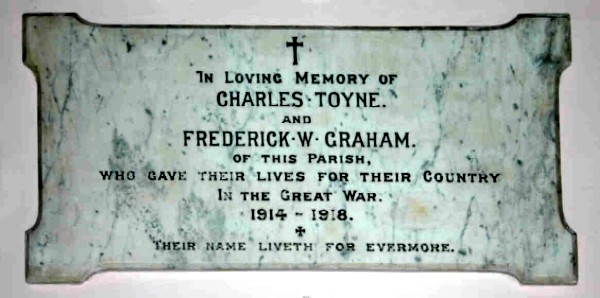 In Loving Memory of
CHARLES·TOYNE.
AND
FREDERICK·W·GRAHAM.
OF THIS PARISH,
WHO GAVE THEIR LIVES FOR THEIR COUNTRY
In the Great War.
1914 - 1918.
Their name liveth for evermore.